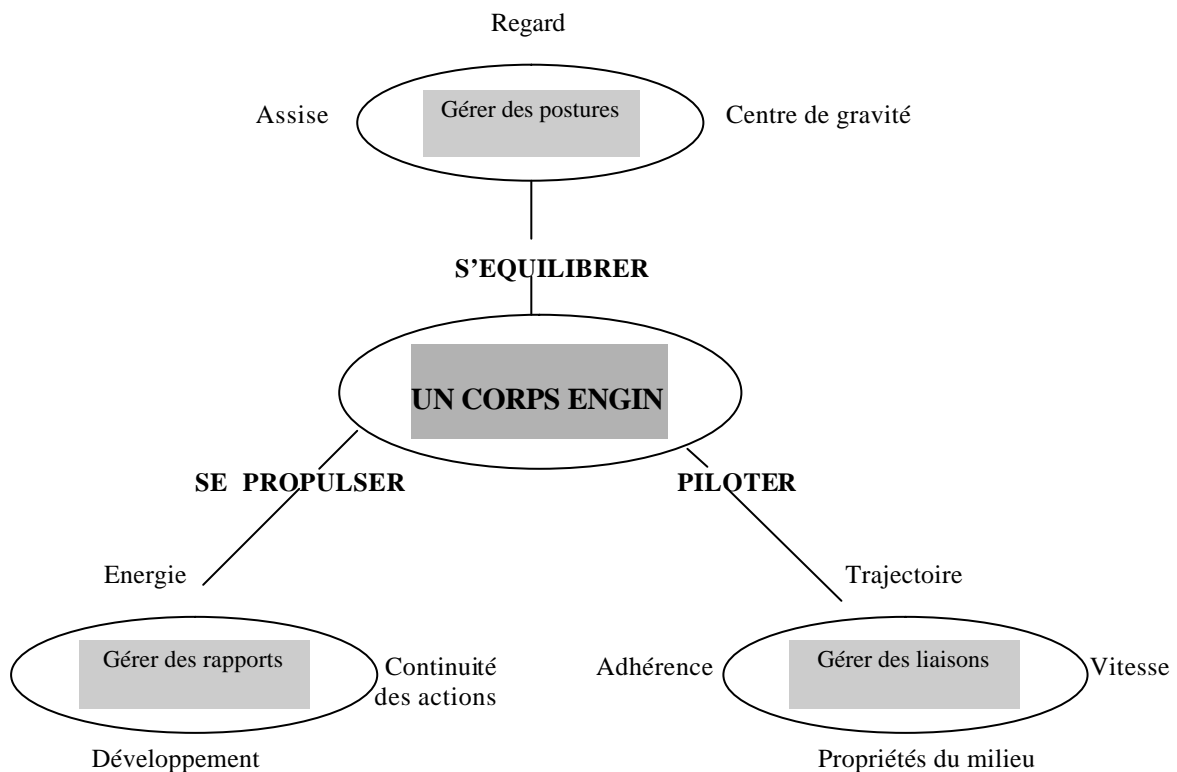 Regard
Assise
Gérer des postures
Centre de gravité
S'EQUILIBRER
UN CORPS ENGIN
SE PROPULSER
PILOTER
Energie
Trajectoire
Gérer des rapports
Continuité
des actions
Adhérence
Gérer des liaisons
Vitesse
Développement
Propriétés du milieu